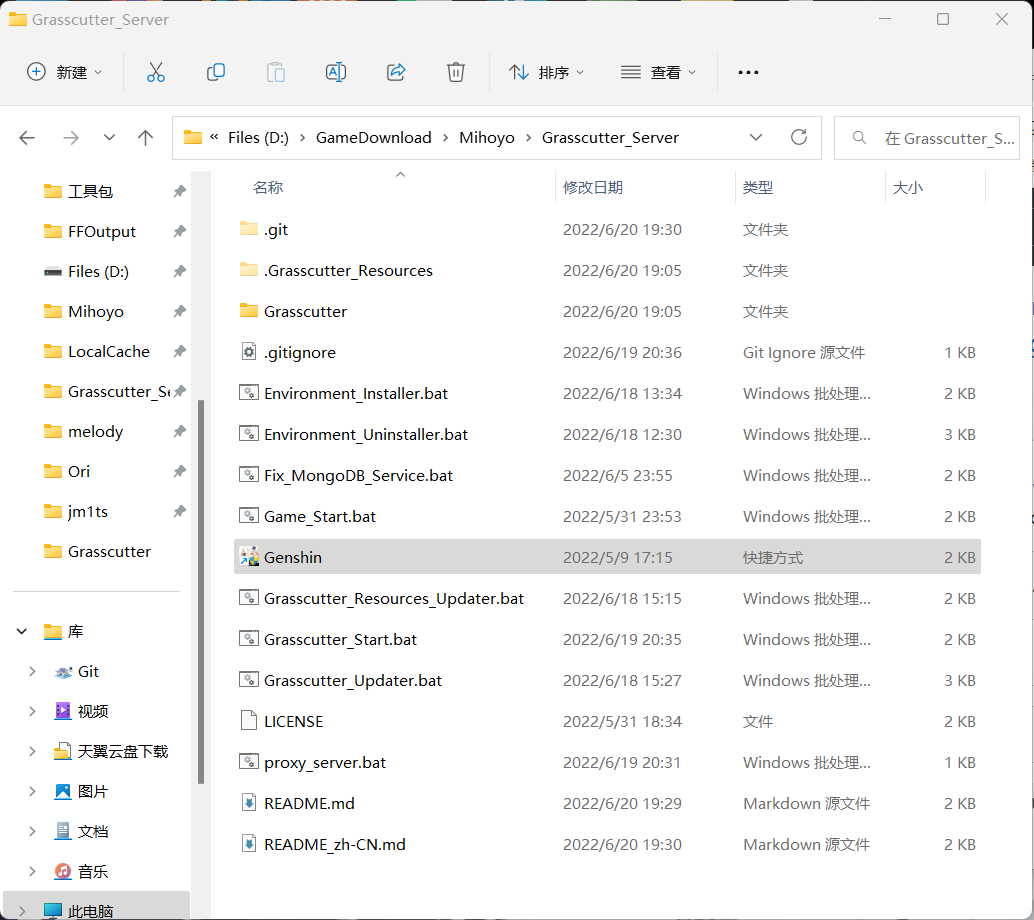 Grasscutter_Server
新建 排序 查看
« Files (D:) › GameDownload › Mihoyo › Grasscutter_Server 在 Grasscutter_S...
工具包
FFOutput
Files (D:)
Mihoyo
LocalCache
Grasscutter_Se
melody
Ori
jm1ts
Grasscutter
库
Git
视频
天翼云盘下载
图片
文档
音乐
此电脑
名称 修改日期 类型 大小
.git 2022/6/20 19:30 文件夹
.Grasscutter_Resources 2022/6/20 19:05 文件夹
Grasscutter 2022/6/20 19:05 文件夹
.gitignore 2022/6/19 20:36 Git Ignore 源文件 1 KB
Environment_Installer.bat 2022/6/18 13:34 Windows 批处理... 2 KB
Environment_Uninstaller.bat 2022/6/18 12:30 Windows 批处理... 3 KB
Fix_MongoDB_Service.bat 2022/6/5 23:55 Windows 批处理... 2 KB
Game_Start.bat 2022/5/31 23:53 Windows 批处理... 2 KB
Genshin 2022/5/9 17:15 快捷方式 2 KB
Grasscutter_Resources_Updater.bat 2022/6/18 15:15 Windows 批处理... 2 KB
Grasscutter_Start.bat 2022/6/19 20:35 Windows 批处理... 2 KB
Grasscutter_Updater.bat 2022/6/18 15:27 Windows 批处理... 3 KB
LICENSE 2022/5/31 18:34 文件 2 KB
proxy_server.bat 2022/6/19 20:31 Windows 批处理... 1 KB
README.md 2022/6/20 19:29 Markdown 源文件 2 KB
README_zh-CN.md 2022/6/20 19:30 Markdown 源文件 2 KB